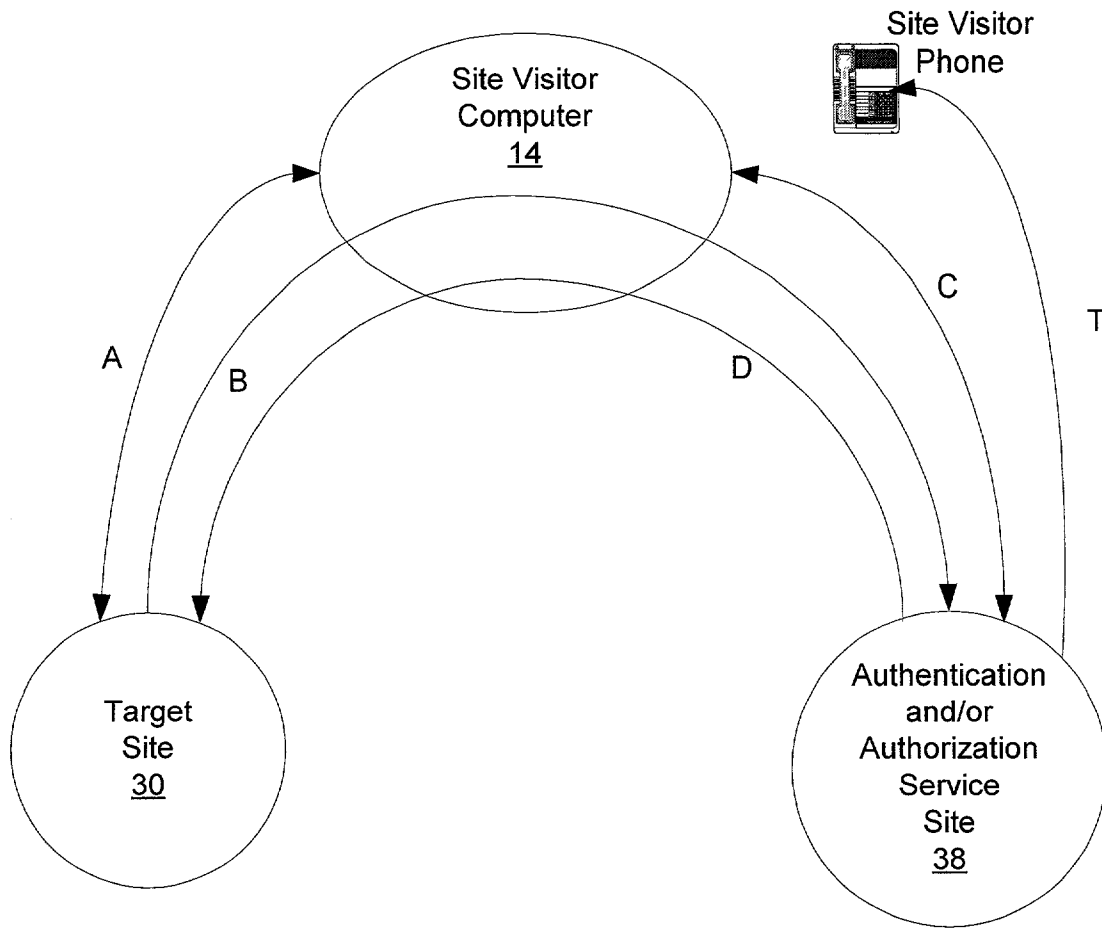 Site Visitor
Phone
Site Visitor
Computer
14
A
B
D
C
T
Target
Site
30
Authentication
and/or
Authorization
Service
Site
38